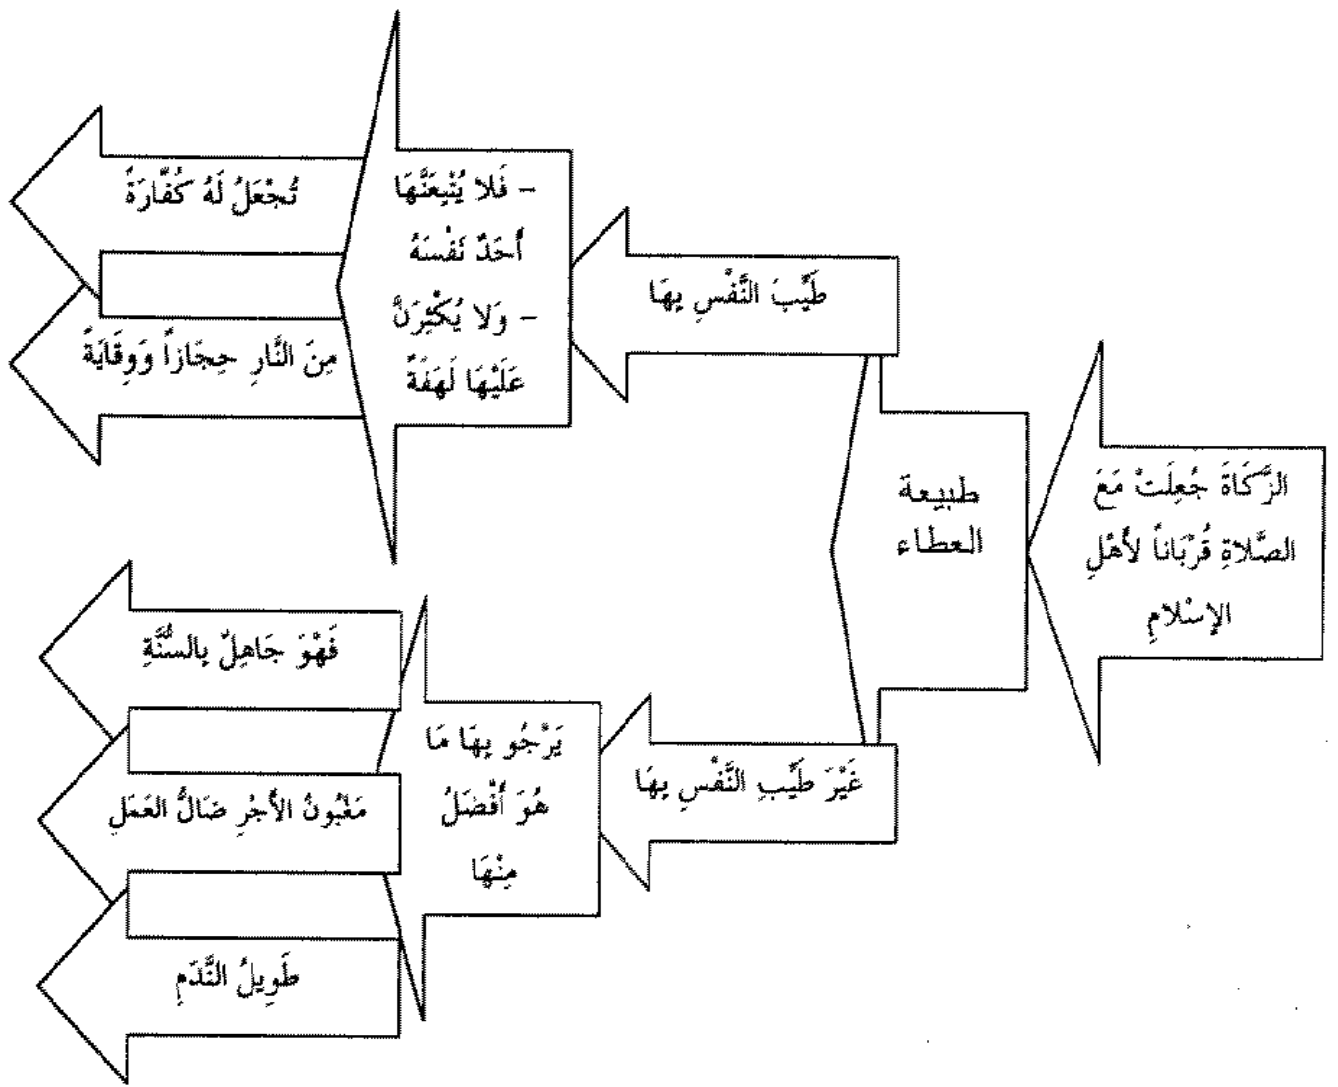 الزَّكَاةَ جُعِلَتْ مَعَ
الصَّلاةِ قُرْبَاناً لأَهْلِ
الإِسْلامِ
طبيعة
العطاء
طَيِّبَ النَّفْسِ بِهَا
– فَلا يُتْبِعَنَّهَا
أَحَدٌ نَفْسَهُ
– وَلا يُكْثِرَنَّ
عَلَيْهَا لَهَفَهُ
تُجْعَلُ لَهُ كَفَّارَةً
مِنَ النَّارِ حِجَازاً وَوِقَايَةً
غَيْرَ طَيِّبِ النَّفْسِ بِهَا
يَرْجُو بِهَا مَا
هُوَ أَفْضَلُ
مِنْهَا
فَهْوَ جَاهِلٌ بِالسُّنَّةِ
مَغْبُونُ الأَجْرِ ضَالُّ العَمَلِ
طَوِيلُ النَّدَمِ